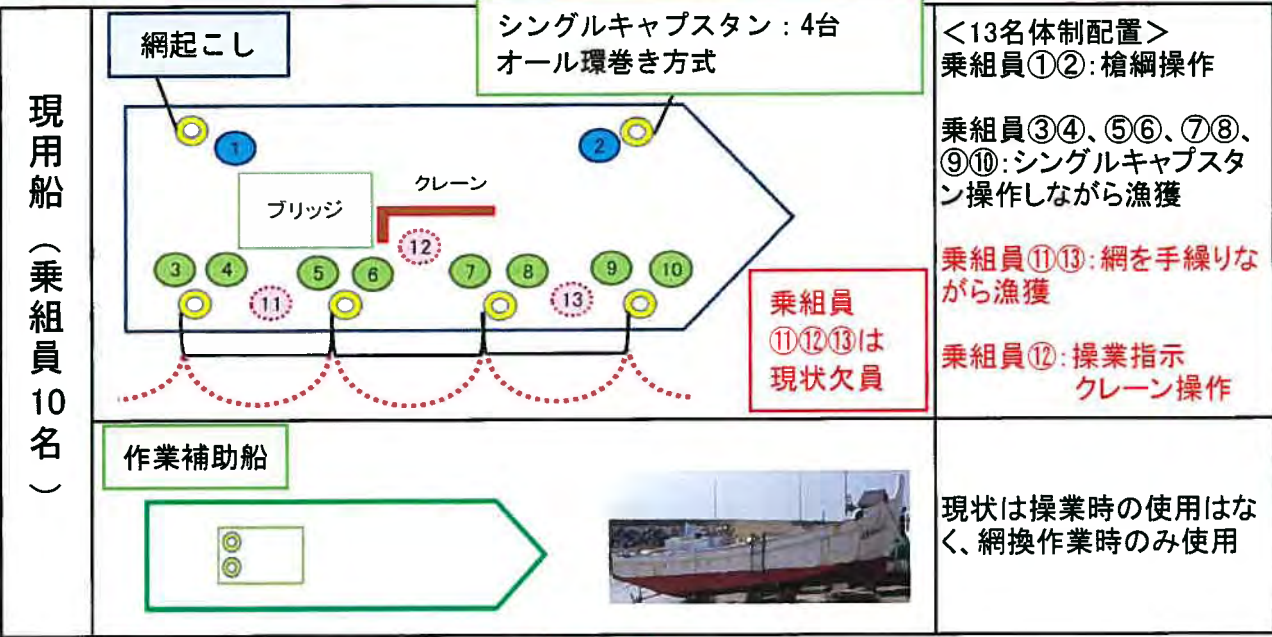 現用船（乗組員10名）
網起こし
シングルキャプスタン：4台
オール環巻き方式
1
2
クレーン
ブリッジ
12
3
4
5
6
7
8
9
10
11
13
乗組員
⑪⑫⑬は
現状欠員
＜13名体制配置＞
乗組員①②：槍綱操作
乗組員③④、⑤⑥、⑦⑧、
⑨⑩：シングルキャプスタ
ン操作しながら漁獲
乗組員⑪⑬：網を手繰りな
がら漁獲
乗組員⑫：操業指示
クレーン操作
作業補助船
現状は操業時の使用はな
く、網換作業時のみ使用